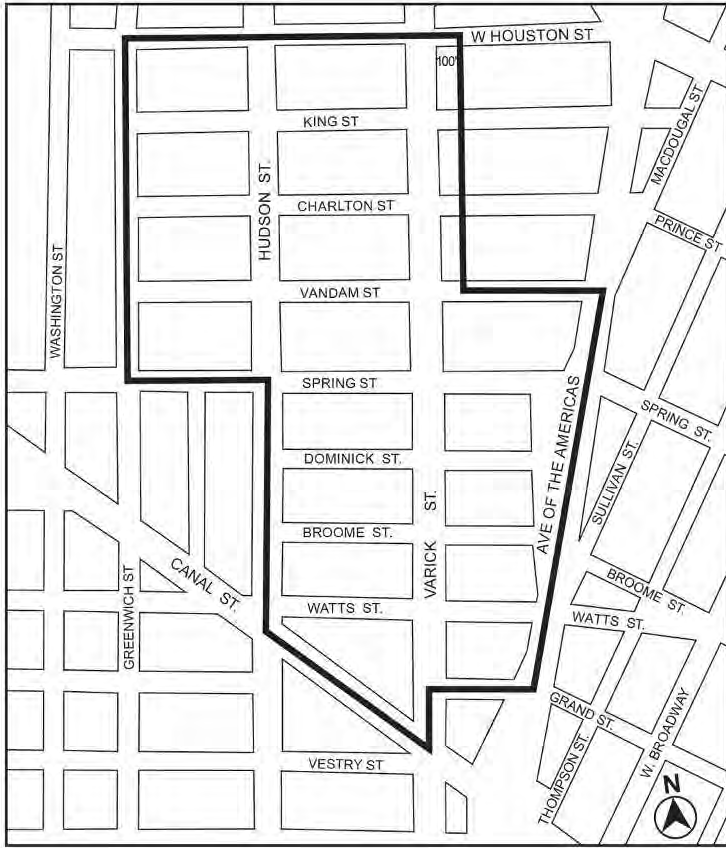 W HOUSTON ST
100'
KING ST
MACDOUGAL ST
HUDSON ST.
CHARLTON ST
PRINCE ST
WASHINGTON ST
VANDAM ST
SPRING ST
AVE OF THE AMERICAS
SPRING ST.
SULLIVAN ST.
DOMINICK ST.
VARICK ST.
BROOME ST.
CANAL ST.
GREENWICH ST
BROOME ST.
WATTS ST.
WATTS ST.
GRAND ST.
W. BROADWAY
THOMPSON ST.
VESTRY ST
N